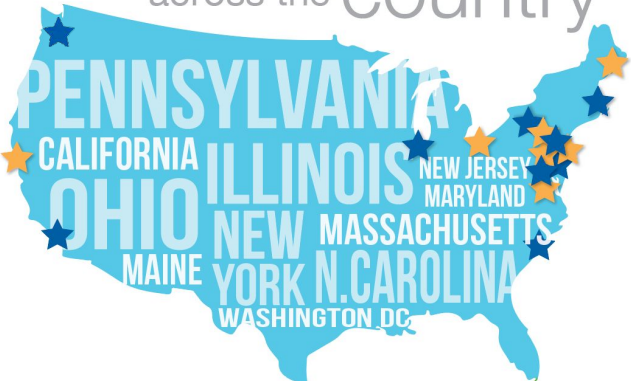 across the country
PENNSYLVANIA
CALIFORNIA
ILLINOIS
NEW JERSEY
MARYLAND
OHIO
NEW
YORK
MASSACHUSETTS
MAINE
N.CAROLINA
WASHINGTON DC